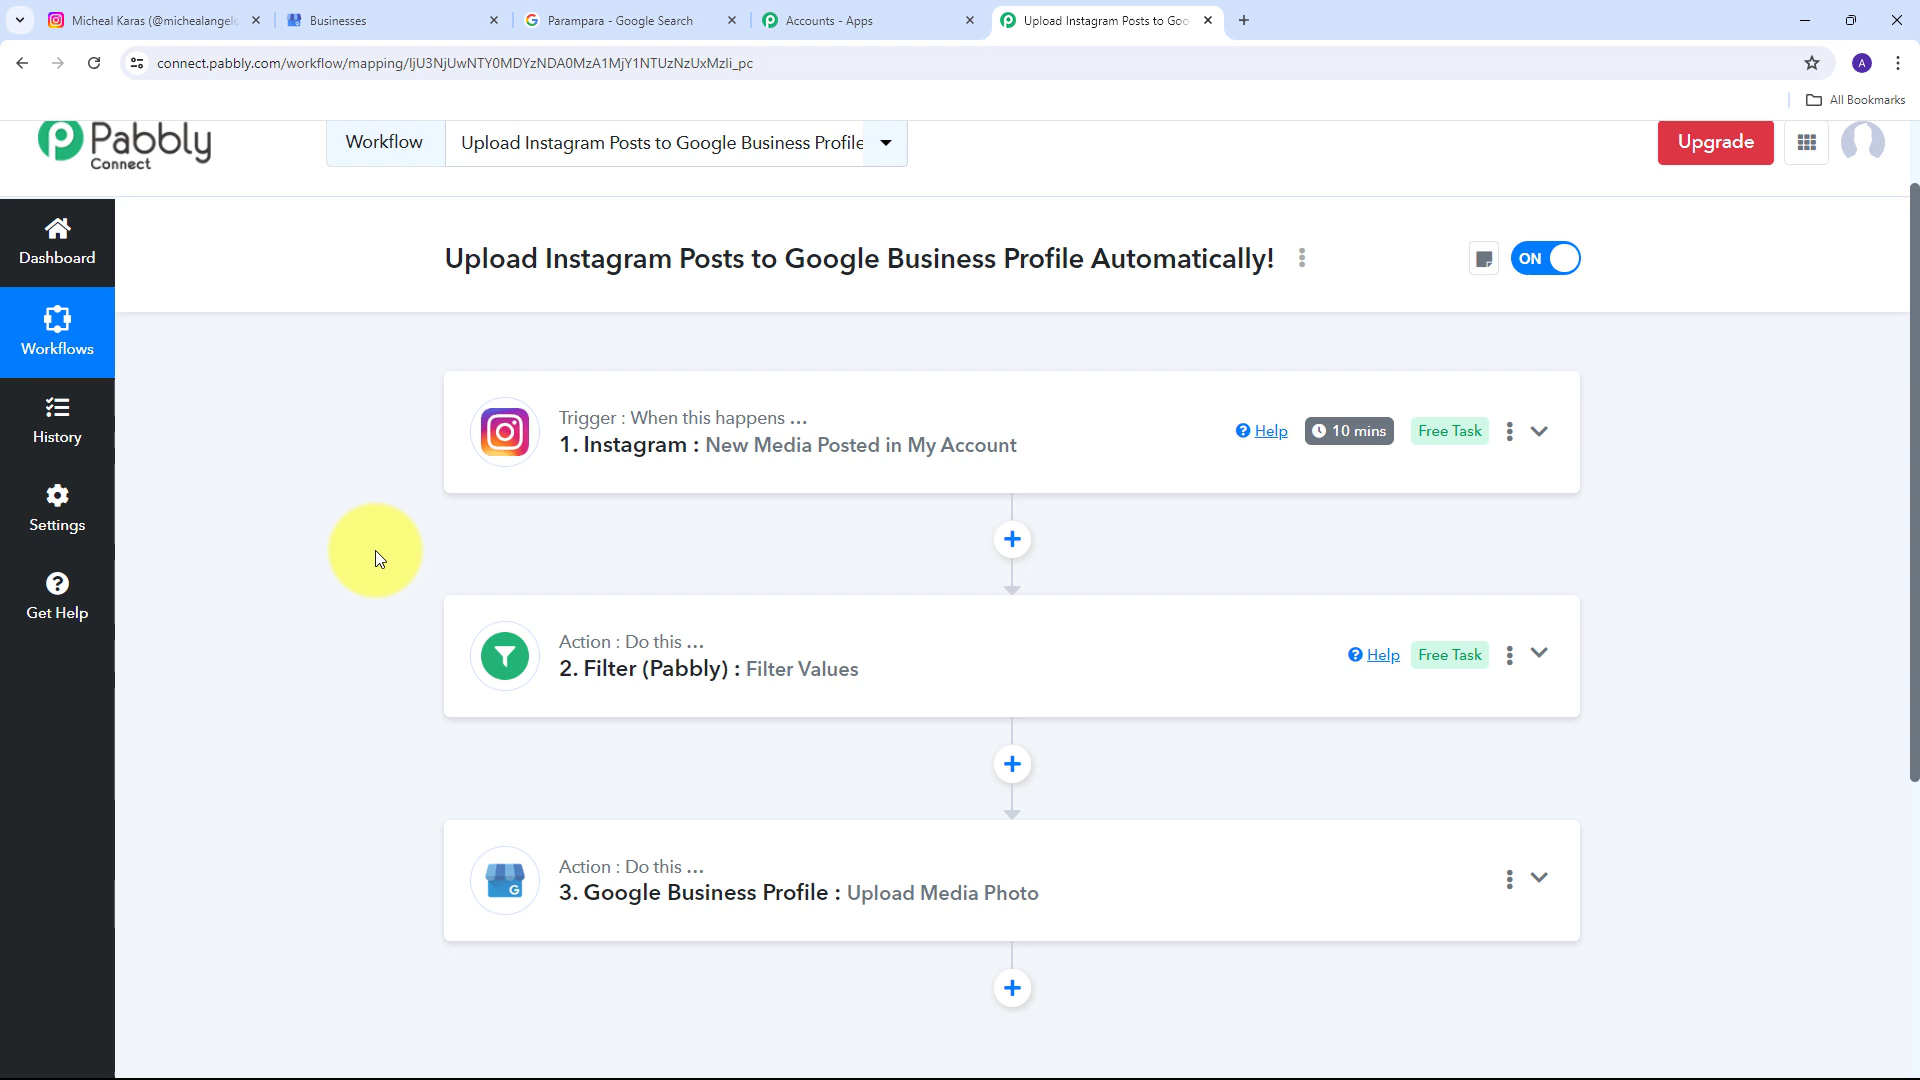 Micheal Karas (@michealangelo
Businesses
Parampara - Google Search
Accounts - Apps
Upload Instagram Posts to Goo
connect.pabbly.com/workflow/mapping/IjU3NjUwNTY0MDYzNDA0MzA1MjY1NTUzNzUxMzIi_pc
A
All Bookmarks
Pabbly
Connect
Workflow
Upload Instagram Posts to Google Business Profile
Upgrade
Dashboard
Workflows
History
Settings
Get Help
Upload Instagram Posts to Google Business Profile Automatically!
ON
Trigger : When this happens ...
1. Instagram : New Media Posted in My Account
Help
10 mins
Free Task
Action : Do this ...
2. Filter (Pabbly) : Filter Values
Help
Free Task
Action : Do this ...
3. Google Business Profile : Upload Media Photo